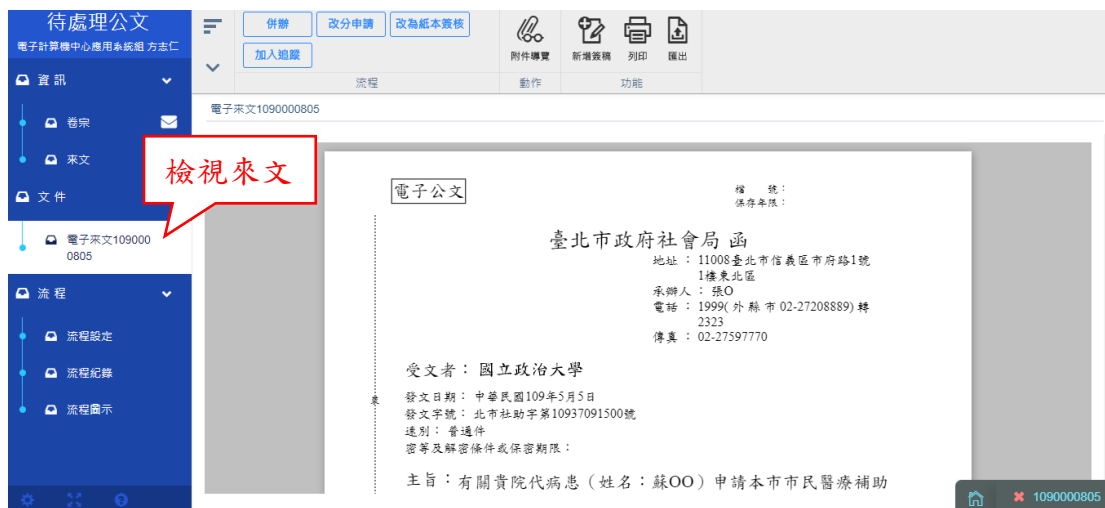 待處理公文
電子計算機中心應用系統組 方志仁
資訊
卷宗
來文
文件
電子來文109000
0805
流程
流程設定
流程紀錄
流程圖示
併辦 改分申請 改為紙本簽核
加入追蹤
流程
附件導覽
動作
新增簽稿 列印 匯出
功能
電子來文1090000805
檢視來文
電子公文
檔 號：
保存年限：
臺北市政府社會局 函
地址：11008臺北市信義區市府路1號
1樓東北區
承辦人：張O
電話：1999(外縣市02-27208889)轉
2323
傳真：02-27597770
受文者：國立政治大學
發文日期：中華民國109年5月5日
發文字號：北市社助字第10937091500號
速別：普通件
密等及解密條件或保密期限：
主旨：有關貴院代病患（姓名：蘇OO）申請本市市民醫療補助
1090000805